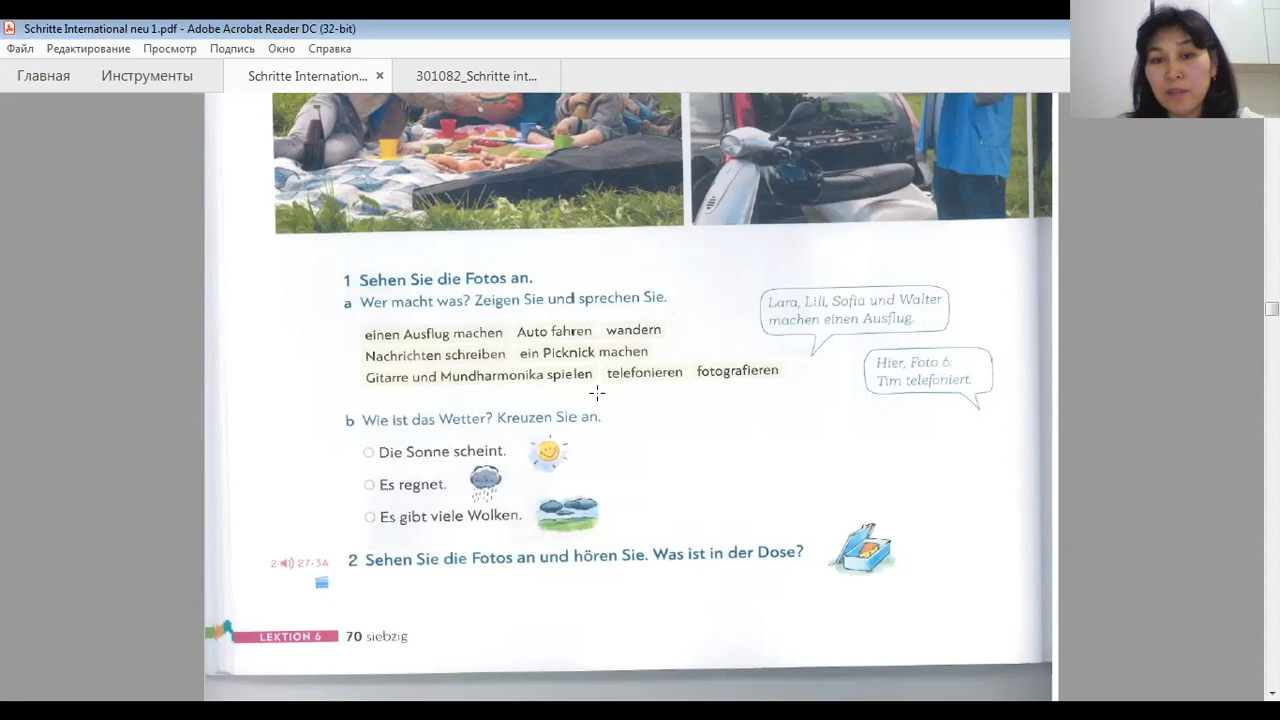 Schritte International neu 1.pdf - Adobe Acrobat Reader DC (32-bit)
Файл Редактирование Просмотр Подпись Окно Справка
Главная Инструменты Schritte Internation... × 301082_Schritte int...
1 Sehen Sie die Fotos an.
a Wer macht was? Zeigen Sie und sprechen Sie.
einen Ausflug machen Auto fahren wandern
Nachrichten schreiben ein Picknick machen
Gitarre und Mundharmonika spielen telefonieren fotografieren
Lara, Lili, Sofia und Walter
machen einen Ausflug.
Hier, Foto 6:
Tim telefoniert.
b Wie ist das Wetter? Kreuzen Sie an.
Die Sonne scheint.
Es regnet.
Es gibt viele Wolken.
2 27-34 2 Sehen Sie die Fotos an und hören Sie. Was ist in der Dose?
LEKTION 6 70 siebzig